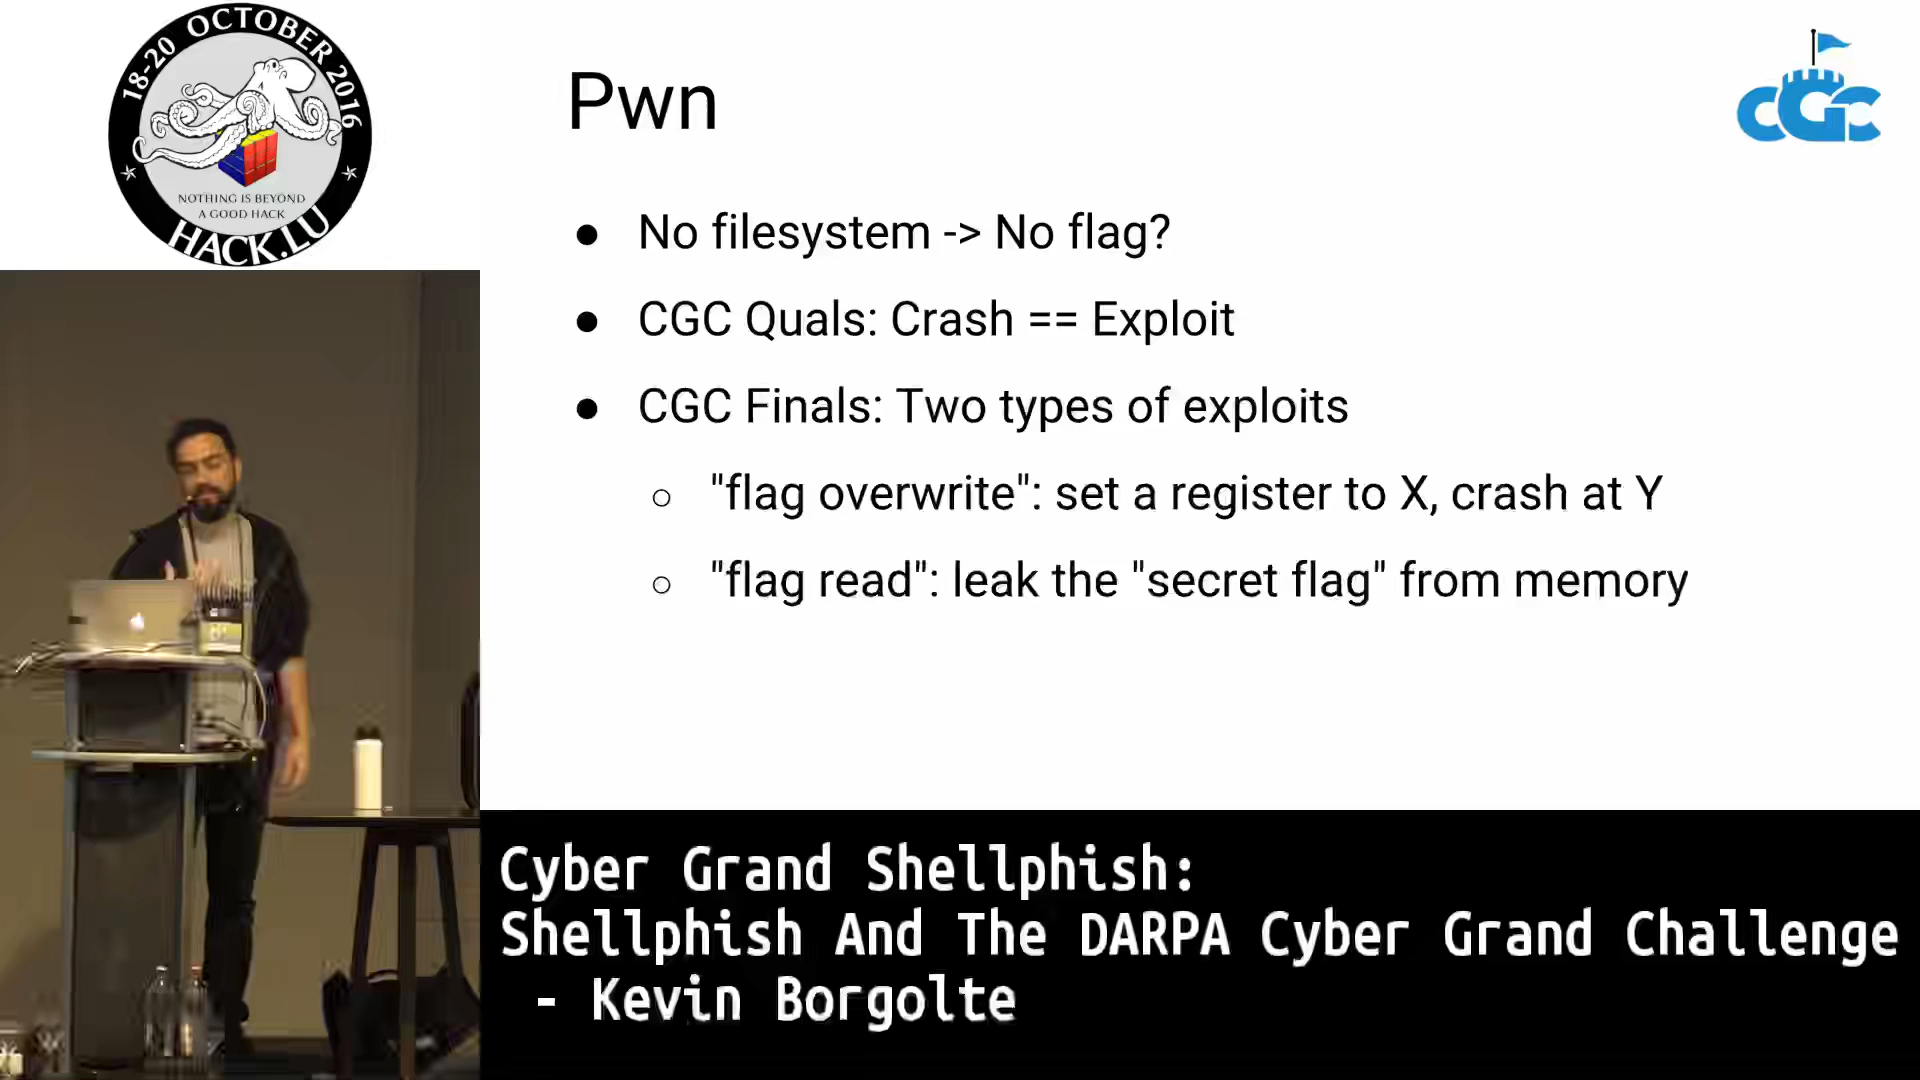 18-20 OCTOBER 2016
NOTHING IS BEYOND
A GOOD HACK
HACK.LU
Pwn
CGC
● No filesystem -> No flag?
● CGC Quals: Crash == Exploit
● CGC Finals: Two types of exploits
○ "flag overwrite": set a register to X, crash at Y
○ "flag read": leak the "secret flag" from memory
Cyber Grand Shellphish:
Shellphish And The DARPA Cyber Grand Challenge
- Kevin Borgolte